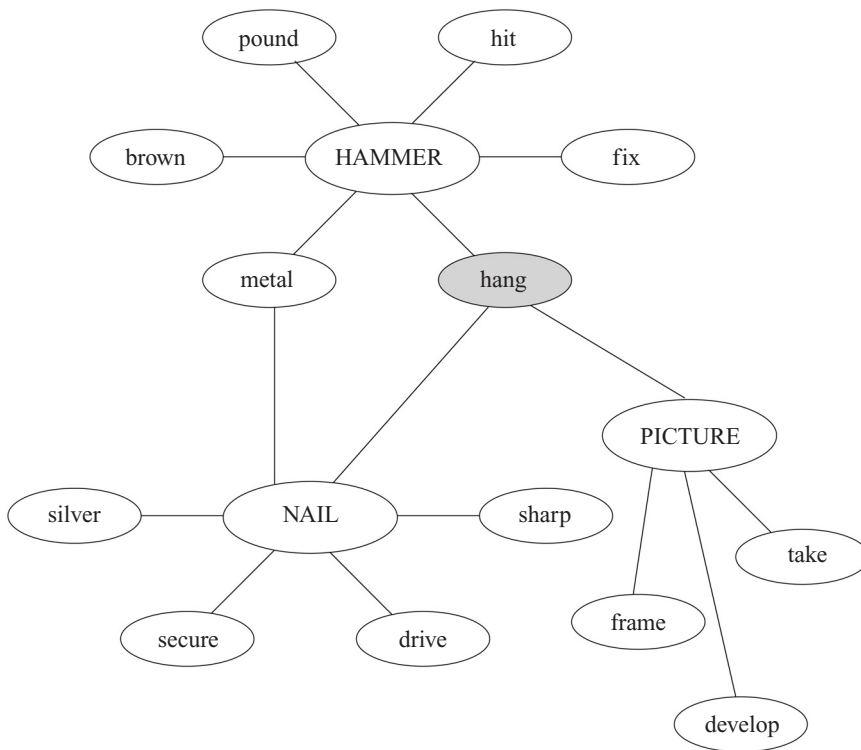 pound
hit
brown
HAMMER
fix
metal
hang
PICTURE
silver
NAIL
sharp
take
frame
secure
drive
develop